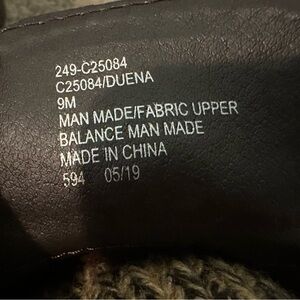 249-C25084
C25084/DUENA
9M
MAN MADE/FABRIC UPPER
BALANCE MAN MADE
MADE IN CHINA
594 05/19